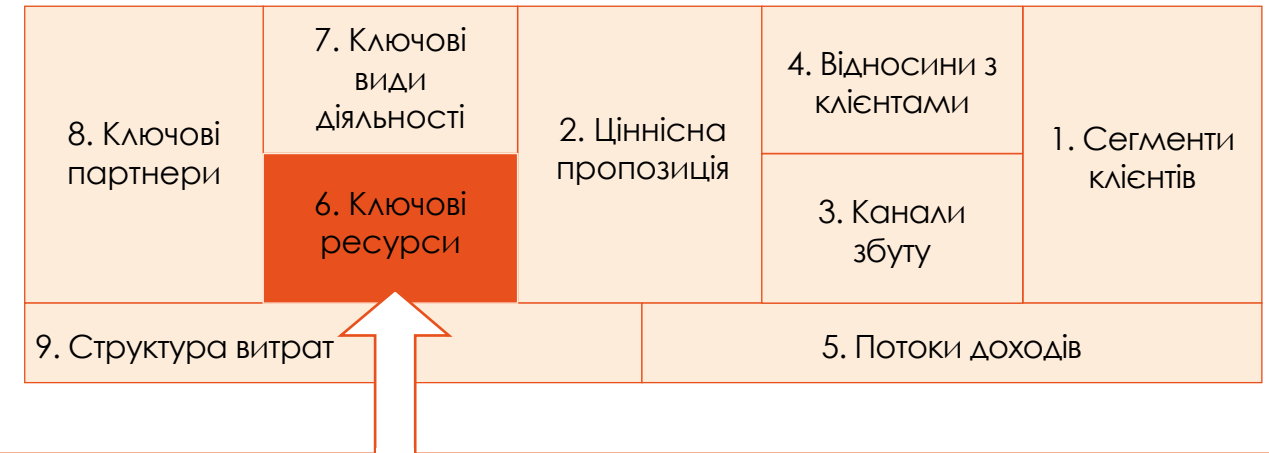 8. Ключові
партнери
7. Ключові
види
діяльності
6. Ключові
ресурси
2. Ціннісна
пропозиція
4. Відносини з
клієнтами
3. Канали
збуту
1. Сегменти
клієнтів
9. Структура витрат
5. Потоки доходів